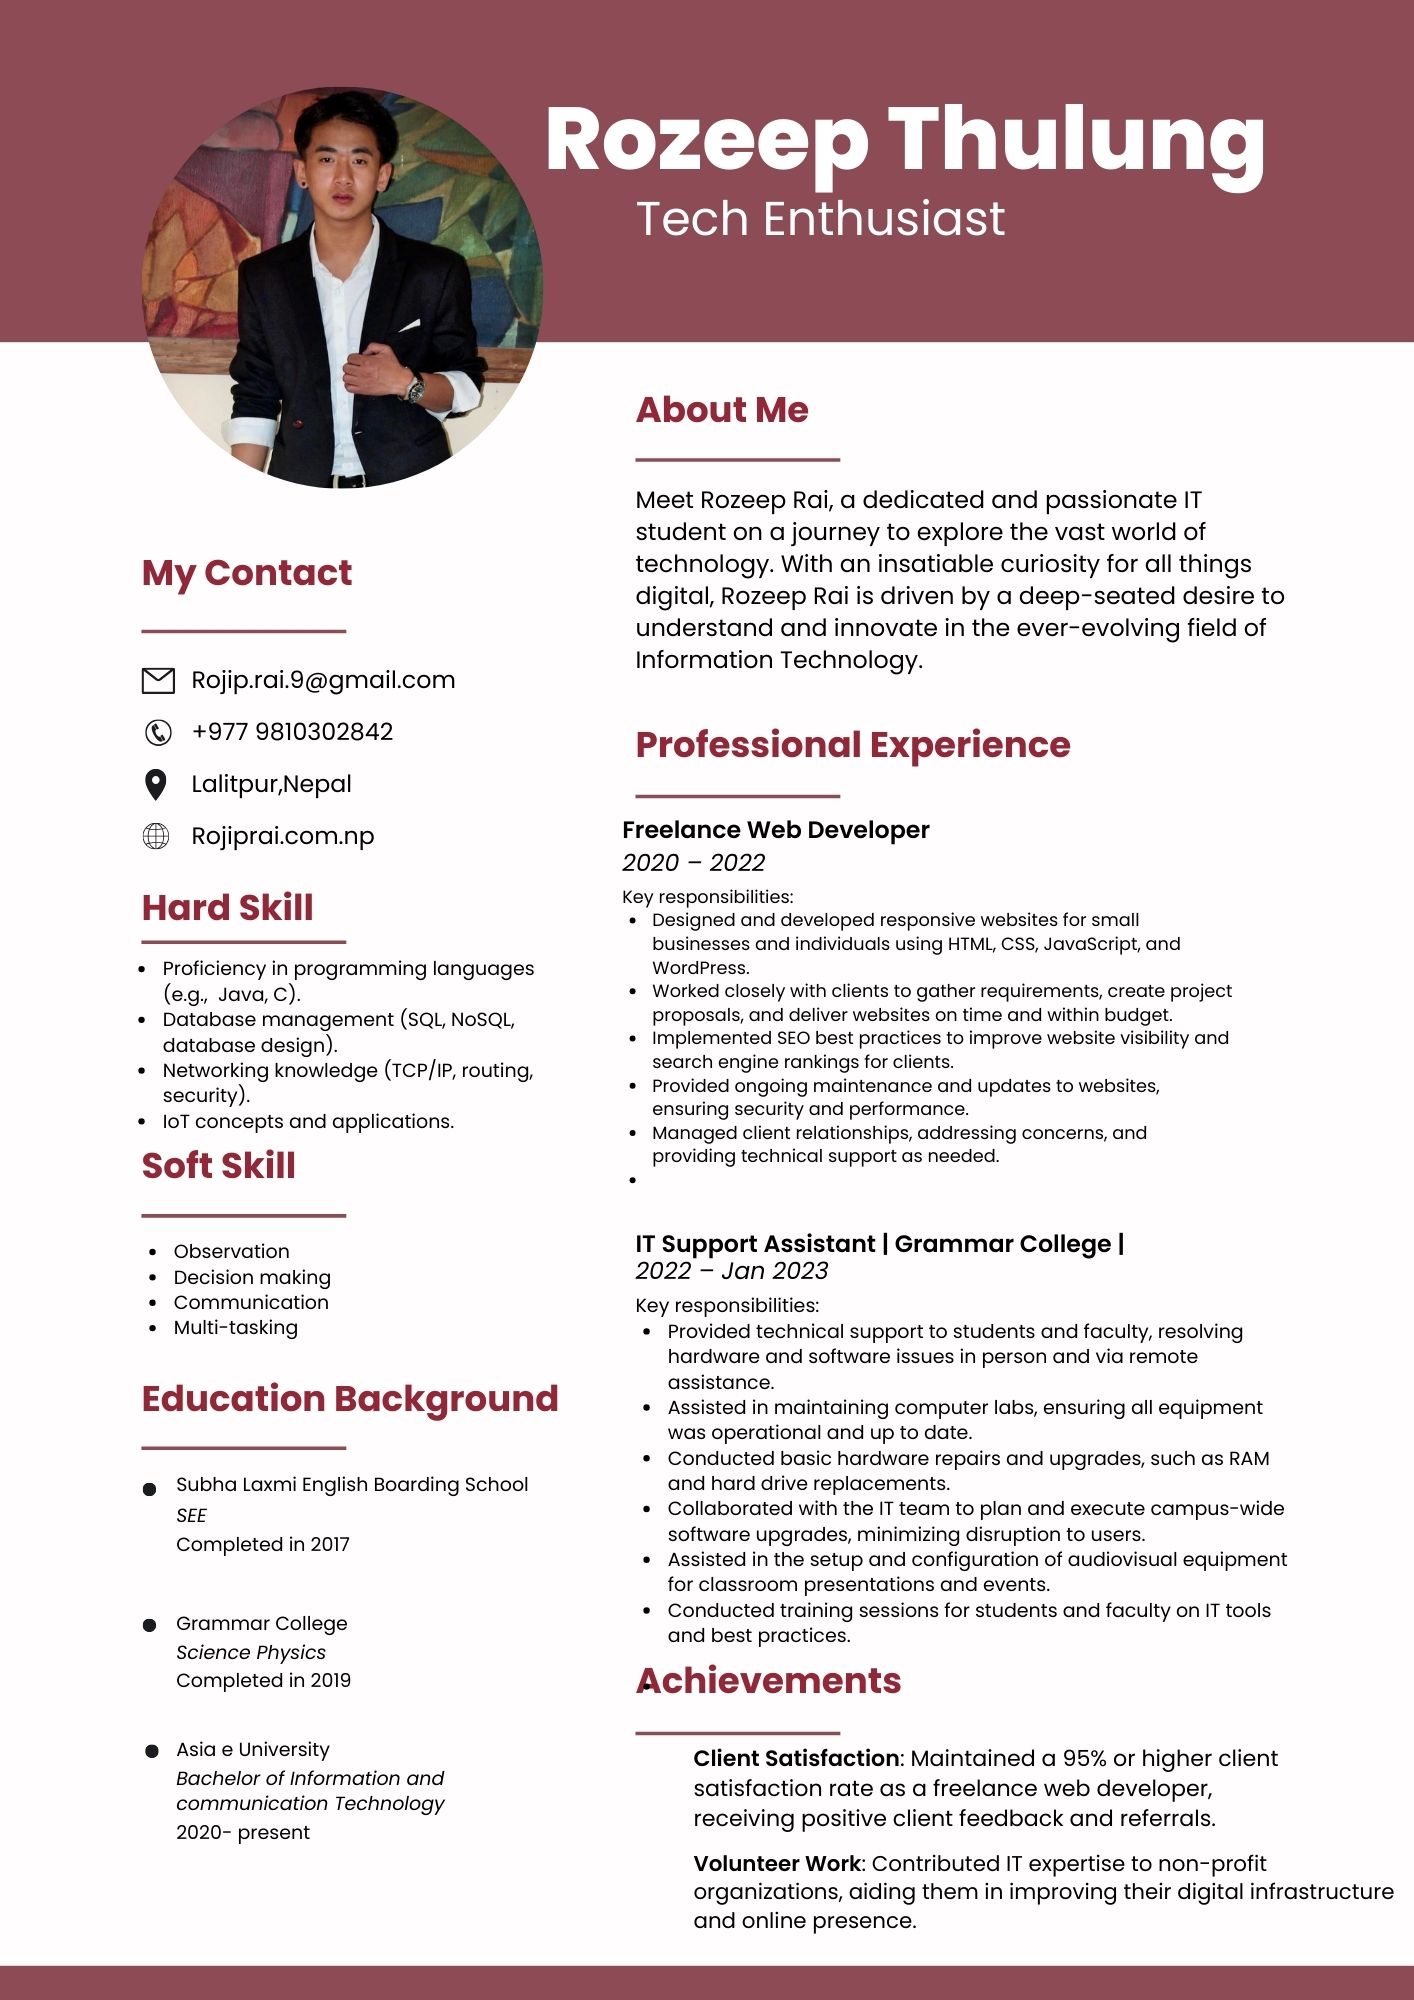 Rozeep Thulung
Tech Enthusiast
My Contact
Rojip.rai.9@gmail.com
+977 9810302842
Lalitpur,Nepal
Rojiprai.com.np
Hard Skill
• Proficiency in programming languages
(e.g.,  Java, C).
• Database management (SQL, NoSQL,
database design).
• Networking knowledge (TCP/IP, routing,
security).
• IoT concepts and applications.
Soft Skill
• Observation
• Decision making
• Communication
• Multi-tasking
Education Background
• Subha Laxmi English Boarding School
SEE
Completed in 2017
• Grammar College
Science Physics
Completed in 2019
• Asia e University
Bachelor of Information and
communication Technology
2020- present
About Me
Meet Rozeep Rai, a dedicated and passionate IT
student on a journey to explore the vast world of
technology. With an insatiable curiosity for all things
digital, Rozeep Rai is driven by a deep-seated desire to
understand and innovate in the ever-evolving field of
Information Technology.
Professional Experience
Freelance Web Developer
2020 – 2022
Key responsibilities:
• Designed and developed responsive websites for small
businesses and individuals using HTML, CSS, JavaScript, and
WordPress.
• Worked closely with clients to gather requirements, create project
proposals, and deliver websites on time and within budget.
• Implemented SEO best practices to improve website visibility and
search engine rankings for clients.
• Provided ongoing maintenance and updates to websites,
ensuring security and performance.
• Managed client relationships, addressing concerns, and
providing technical support as needed.
•
IT Support Assistant | Grammar College |
2022 – Jan 2023
Key responsibilities:
• Provided technical support to students and faculty, resolving
hardware and software issues in person and via remote
assistance.
• Assisted in maintaining computer labs, ensuring all equipment
was operational and up to date.
• Conducted basic hardware repairs and upgrades, such as RAM
and hard drive replacements.
• Collaborated with the IT team to plan and execute campus-wide
software upgrades, minimizing disruption to users.
• Assisted in the setup and configuration of audiovisual equipment
for classroom presentations and events.
• Conducted training sessions for students and faculty on IT tools
and best practices.
Achievements
Client Satisfaction: Maintained a 95% or higher client
satisfaction rate as a freelance web developer,
receiving positive client feedback and referrals.
Volunteer Work: Contributed IT expertise to non-profit
organizations, aiding them in improving their digital infrastructure
and online presence.